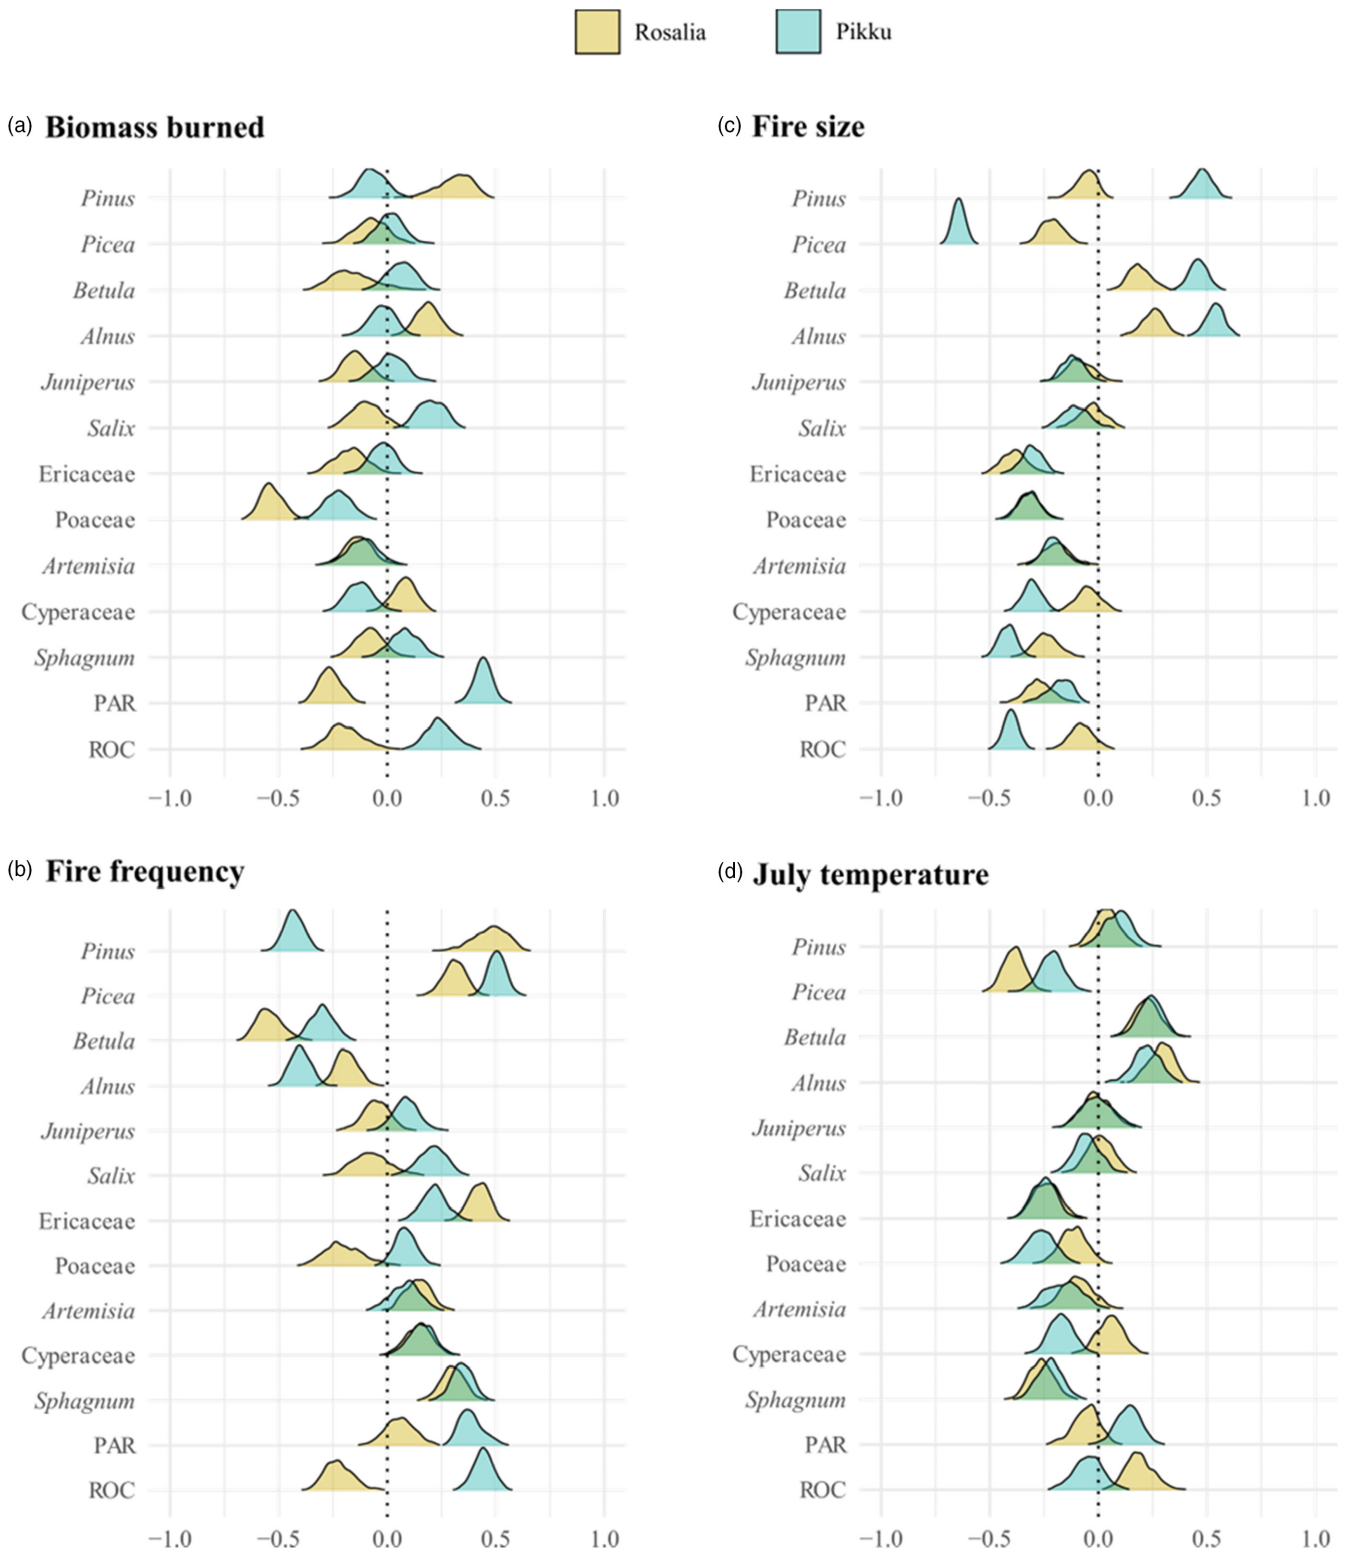 Rosalia Pikku
(a) Biomass burned
Pinus
Picea
Betula
Alnus
Juniperus
Salix
Ericaceae
Poaceae
Artemisia
Cyperaceae
Sphagnum
PAR
ROC
−1.0 −0.5 0.0 0.5 1.0
(c) Fire size
Pinus
Picea
Betula
Alnus
Juniperus
Salix
Ericaceae
Poaceae
Artemisia
Cyperaceae
Sphagnum
PAR
ROC
−1.0 −0.5 0.0 0.5 1.0
(b) Fire frequency
Pinus
Picea
Betula
Alnus
Juniperus
Salix
Ericaceae
Poaceae
Artemisia
Cyperaceae
Sphagnum
PAR
ROC
−1.0 −0.5 0.0 0.5 1.0
(d) July temperature
Pinus
Picea
Betula
Alnus
Juniperus
Salix
Ericaceae
Poaceae
Artemisia
Cyperaceae
Sphagnum
PAR
ROC
−1.0 −0.5 0.0 0.5 1.0